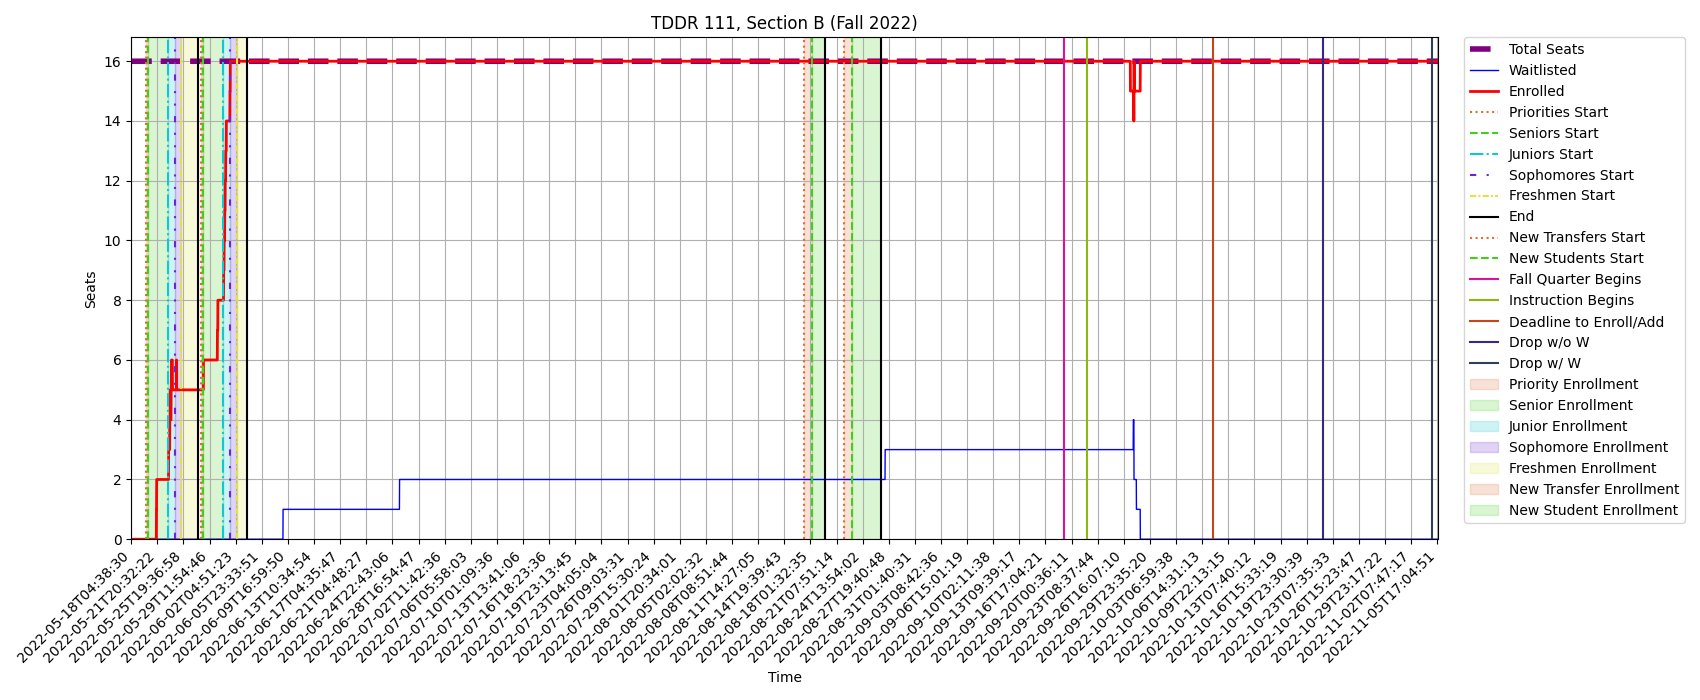 TDDR 111, Section B (Fall 2022)
Seats
16
14
12
10
8
6
4
2
0
2022-05-18T04:38:30
2022-05-21T20:32:22
2022-05-25T19:36:58
2022-05-29T11:54:46
2022-06-02T04:51:23
2022-06-05T23:33:51
2022-06-09T16:59:50
2022-06-13T10:34:54
2022-06-17T04:35:47
2022-06-21T04:48:27
2022-06-24T22:43:06
2022-06-28T16:54:47
2022-07-02T11:42:36
2022-07-06T05:58:03
2022-07-10T01:09:36
2022-07-13T13:41:06
2022-07-16T18:23:36
2022-07-19T23:13:45
2022-07-23T04:05:04
2022-07-26T09:03:31
2022-07-29T15:30:24
2022-08-01T20:34:01
2022-08-05T02:02:32
2022-08-08T08:51:44
2022-08-11T14:27:05
2022-08-14T19:39:43
2022-08-18T01:32:35
2022-08-21T07:51:14
2022-08-24T13:54:02
2022-08-27T19:40:48
2022-08-31T01:40:31
2022-09-03T08:42:36
2022-09-06T15:01:19
2022-09-10T02:11:38
2022-09-13T09:39:17
2022-09-16T17:04:21
2022-09-20T00:36:11
2022-09-23T08:37:44
2022-09-26T16:07:10
2022-09-29T23:35:20
2022-10-03T06:59:38
2022-10-06T14:31:13
2022-10-09T22:13:15
2022-10-13T07:40:12
2022-10-16T15:33:19
2022-10-19T23:30:39
2022-10-23T07:35:33
2022-10-26T15:23:47
2022-10-29T23:17:22
2022-11-02T07:47:17
2022-11-05T17:04:51
Time
Total Seats
Waitlisted
Enrolled
Priorities Start
Seniors Start
Juniors Start
Sophomores Start
Freshmen Start
End
New Transfers Start
New Students Start
Fall Quarter Begins
Instruction Begins
Deadline to Enroll/Add
Drop w/o W
Drop w/ W
Priority Enrollment
Senior Enrollment
Junior Enrollment
Sophomore Enrollment
Freshmen Enrollment
New Transfer Enrollment
New Student Enrollment